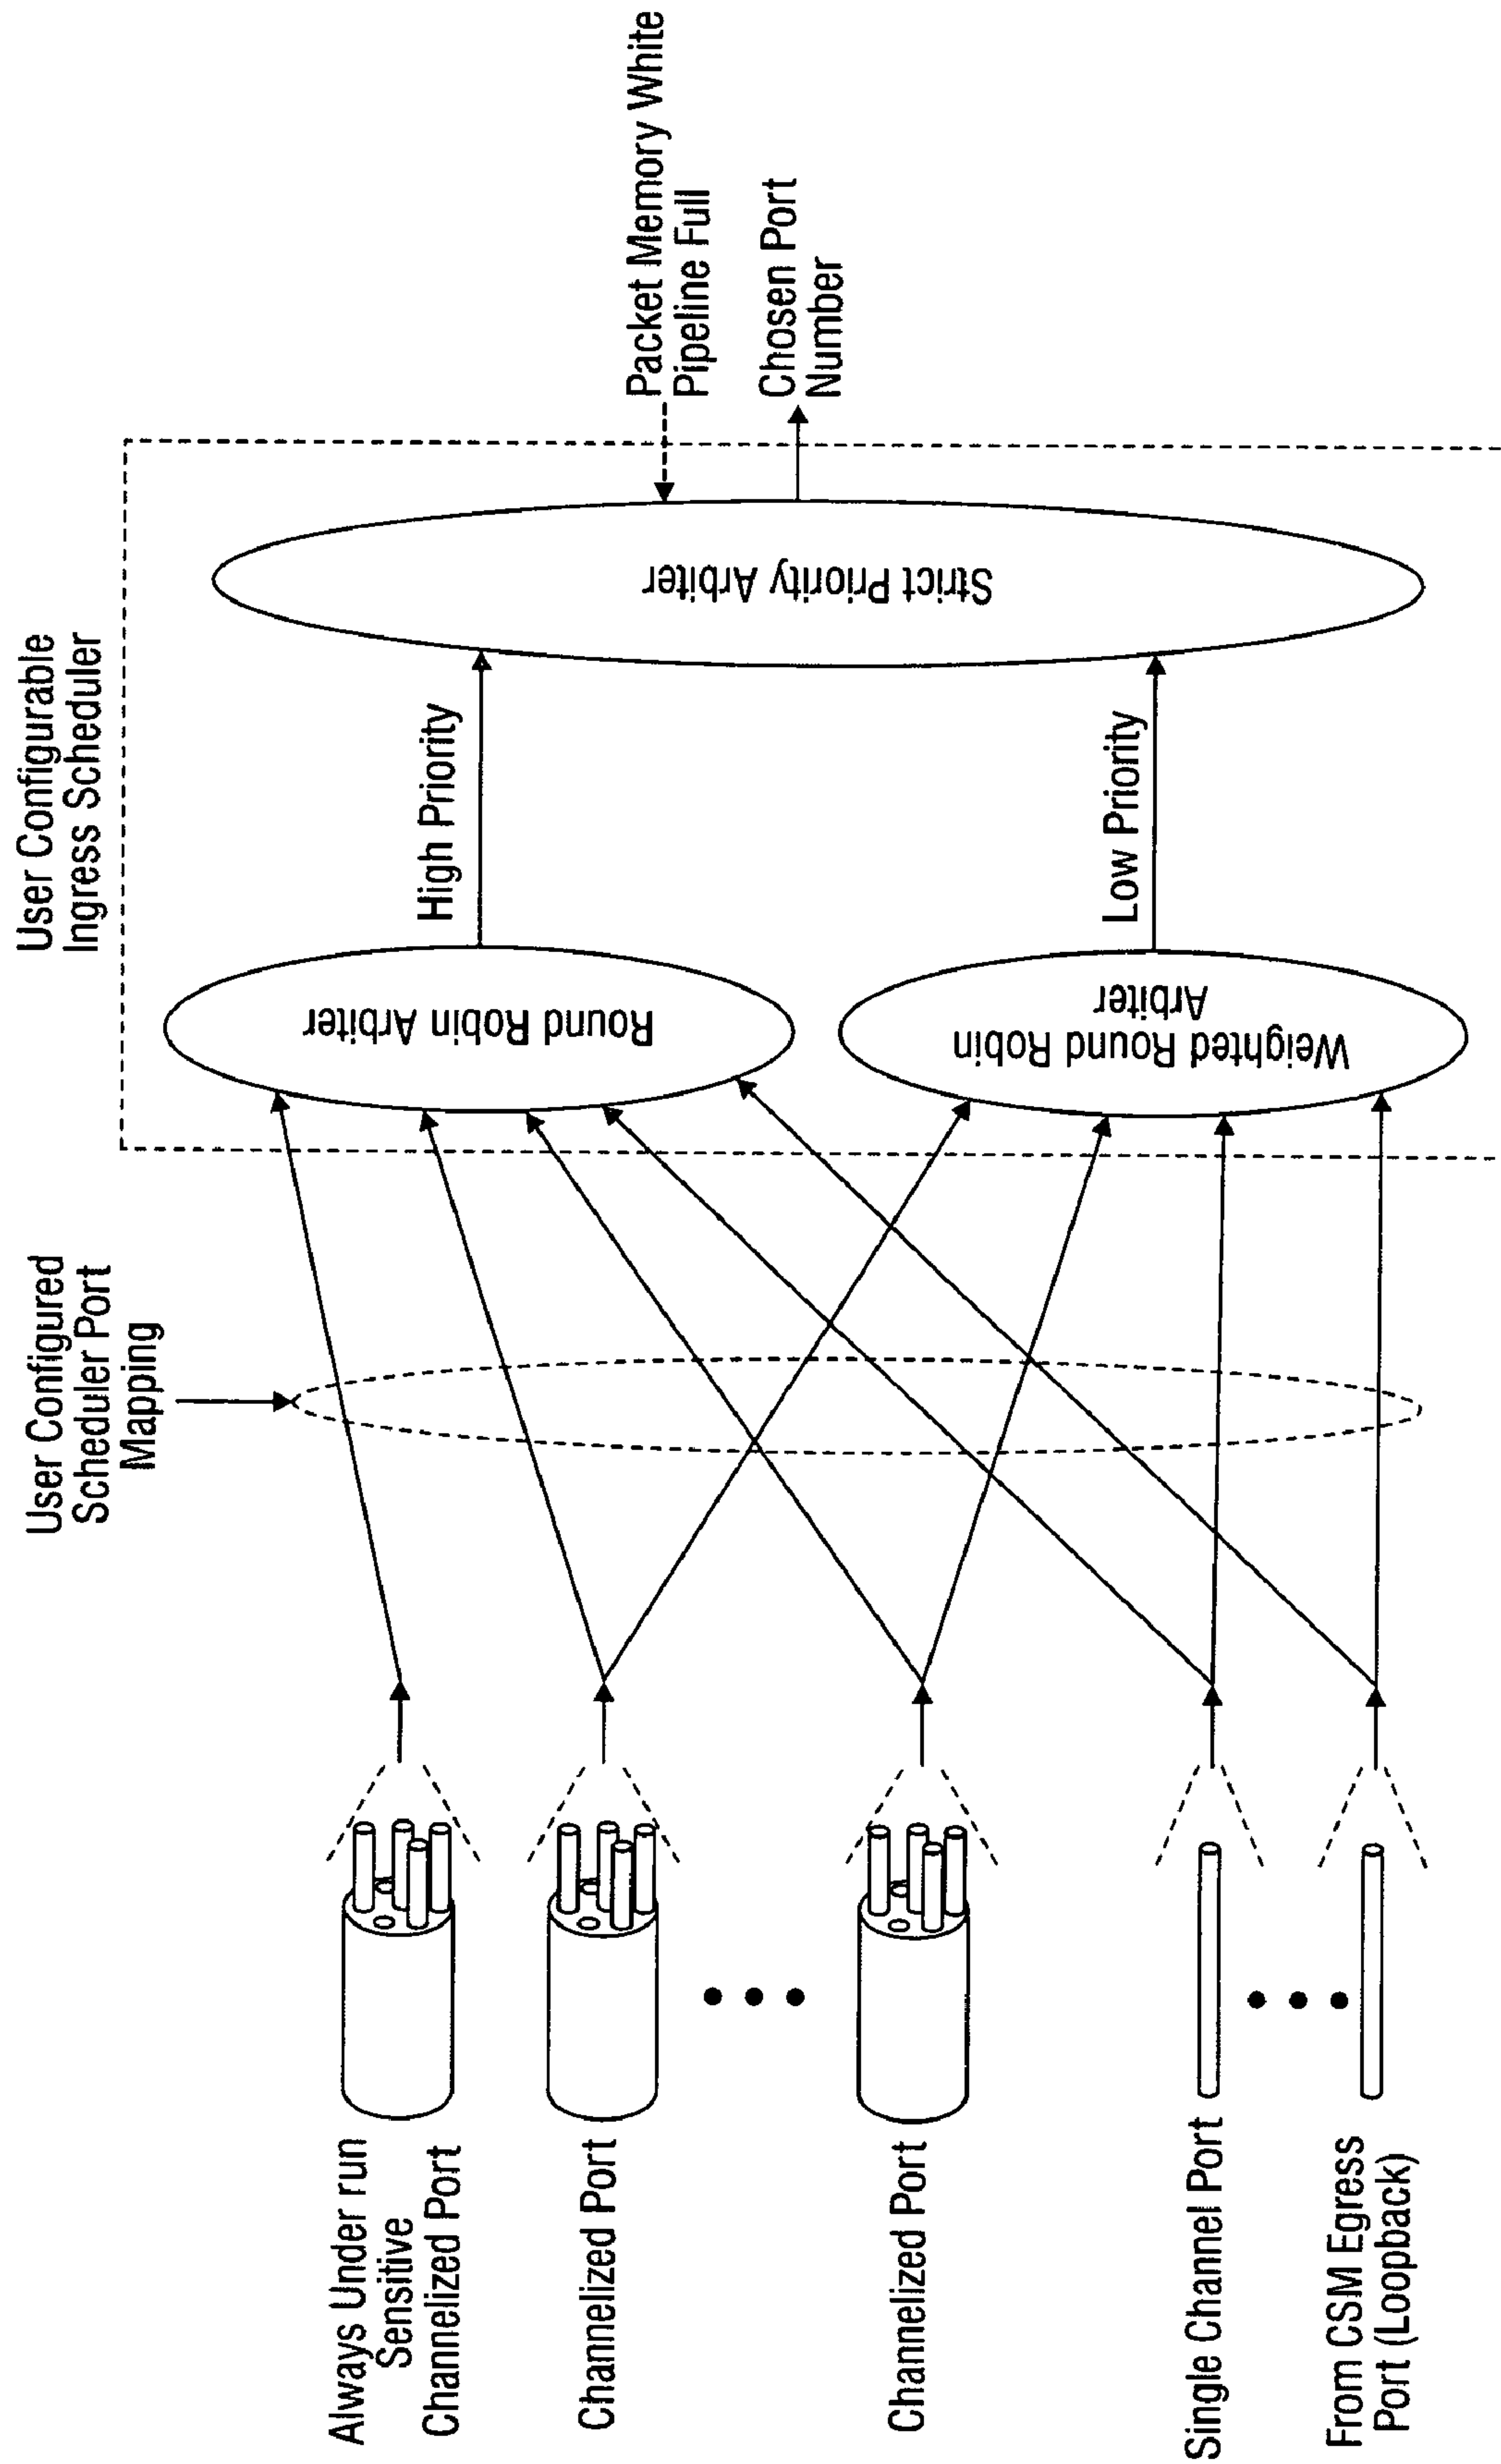 User Configured
Scheduler Port
Mapping
User Configurable
Ingress Scheduler
Always Under run
Sensitive
Channelized Port
Channelized Port
Channelized Port
Single Channel Port
From CSM Egress
Port (Loopback)
Round Robin Arbiter
Weighted Round Robin
Arbiter
High Priority
Low Priority
Strict Priority Arbiter
Packet Memory White
Pipeline Full
Chosen Port
Number